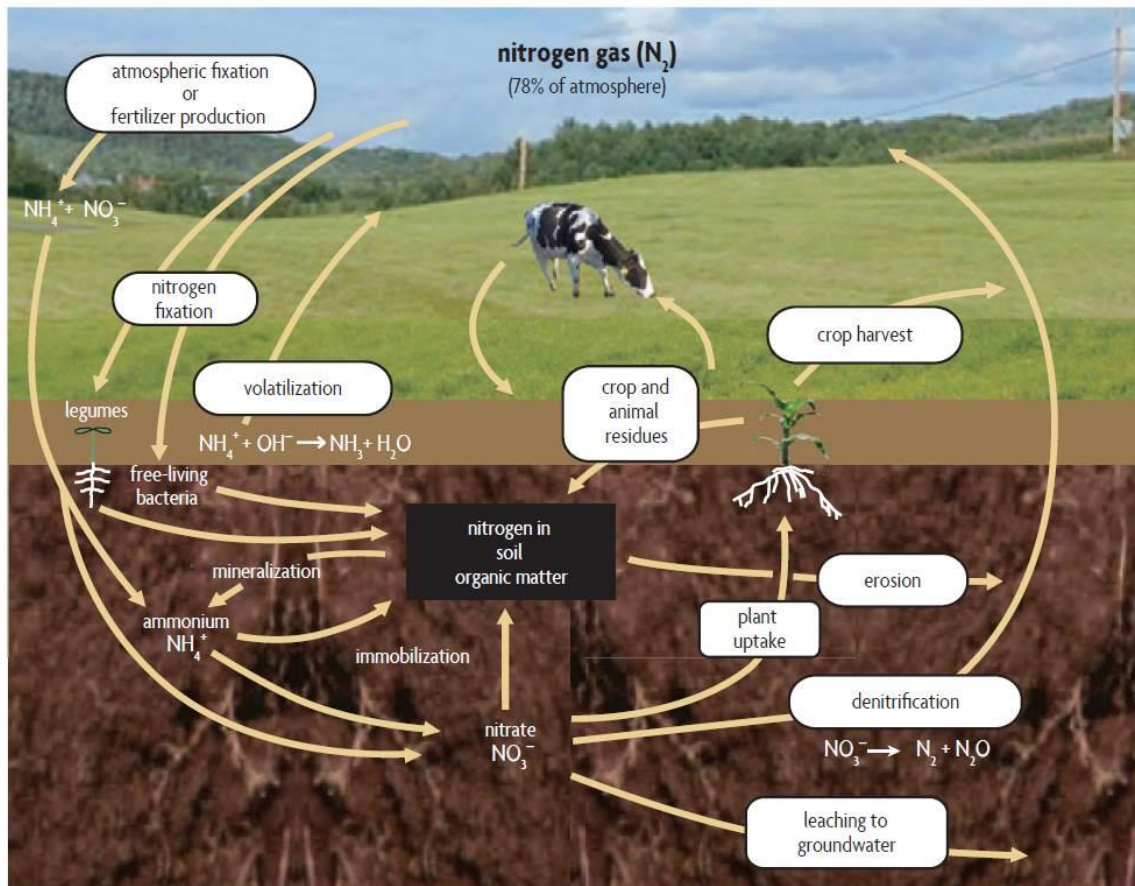 nitrogen gas (N₂)
(78% of atmosphere)
atmospheric fixation
or
fertilizer production
NH₄⁺ + NO₃⁻
nitrogen
fixation
crop harvest
volatilization
crop and
animal
residues
legumes
NH₄⁺ + OH⁻ → NH₃ + H₂O
free-living
bacteria
nitrogen in
soil
organic matter
mineralization
erosion
ammonium
NH₄⁺
plant
uptake
immobilization
denitrification
nitrate
NO₃⁻
NO₃⁻ → N₂ + N₂O
leaching to
groundwater